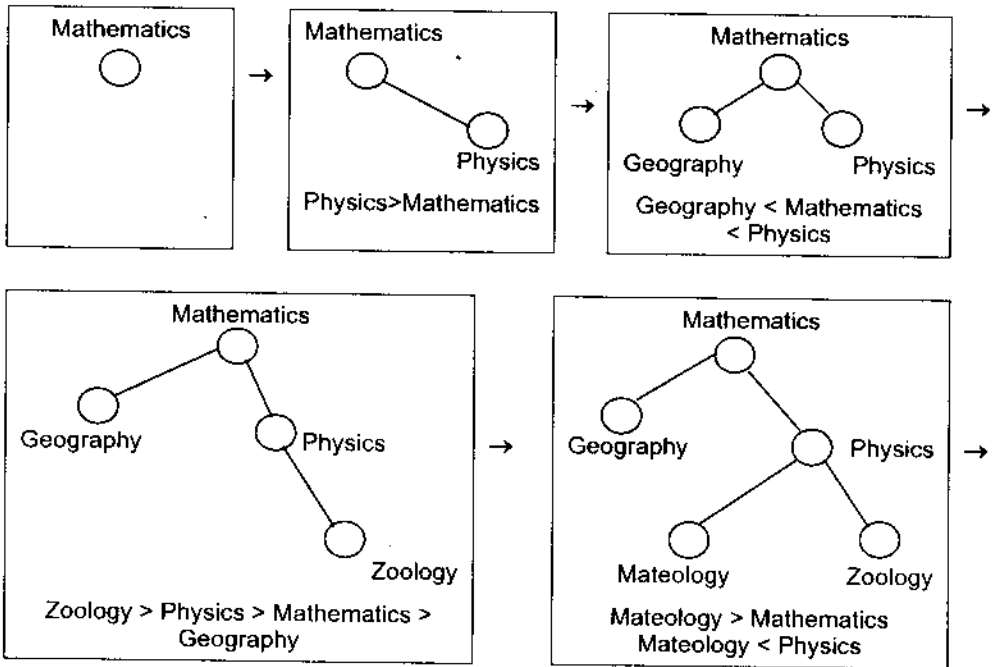 Mathematics
→
Mathematics
Physics
Physics>Mathematics
→
Mathematics
Geography
Physics
Geography < Mathematics
< Physics
→
Mathematics
Geography
Physics
Zoology
Zoology > Physics > Mathematics >
Geography
→
Mathematics
Geography
Physics
Mateology
Zoology
Mateology > Mathematics
Mateology < Physics
→